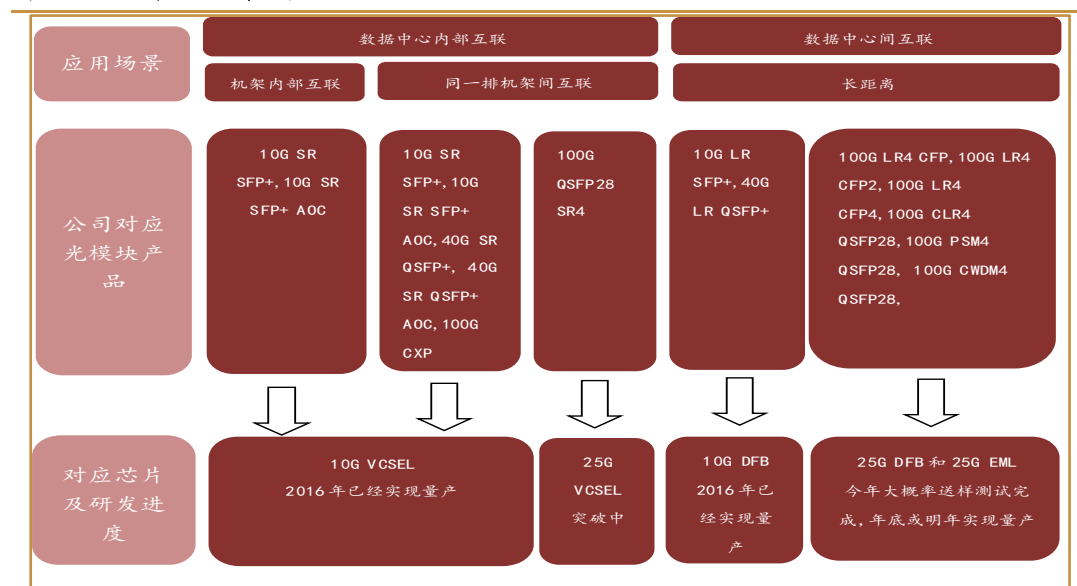 应用场景
数据中心内部互联
数据中心间互联
机架内部互联
同一排机架间互联
长距离
公司对应
光模块产
品
10G SR
SFP+,10G SR
SFP+ AOC
10G SR
SFP+,10G
SR SFP+
AOC,40G SR
QSFP+, 40G
SR QSFP+
AOC,100G
CXP
100G
QSFP28
SR4
10G LR
SFP+,40G
LR QSFP+
100G LR4 CFP,100G LR4
CFP2,100G LR4
CFP4,100G CLR4
QSFP28,100G PSM4
QSFP28, 100G CWDM4
QSFP28,
对应芯片
及研发进
度
10G VCSEL
2016年已经实现量产
25G
VCSEL
突破中
10G DFB
2016年已
经实现量
产
25G DFB和25G EML
今年大概率送样测试完
成,年底或明年实现量产